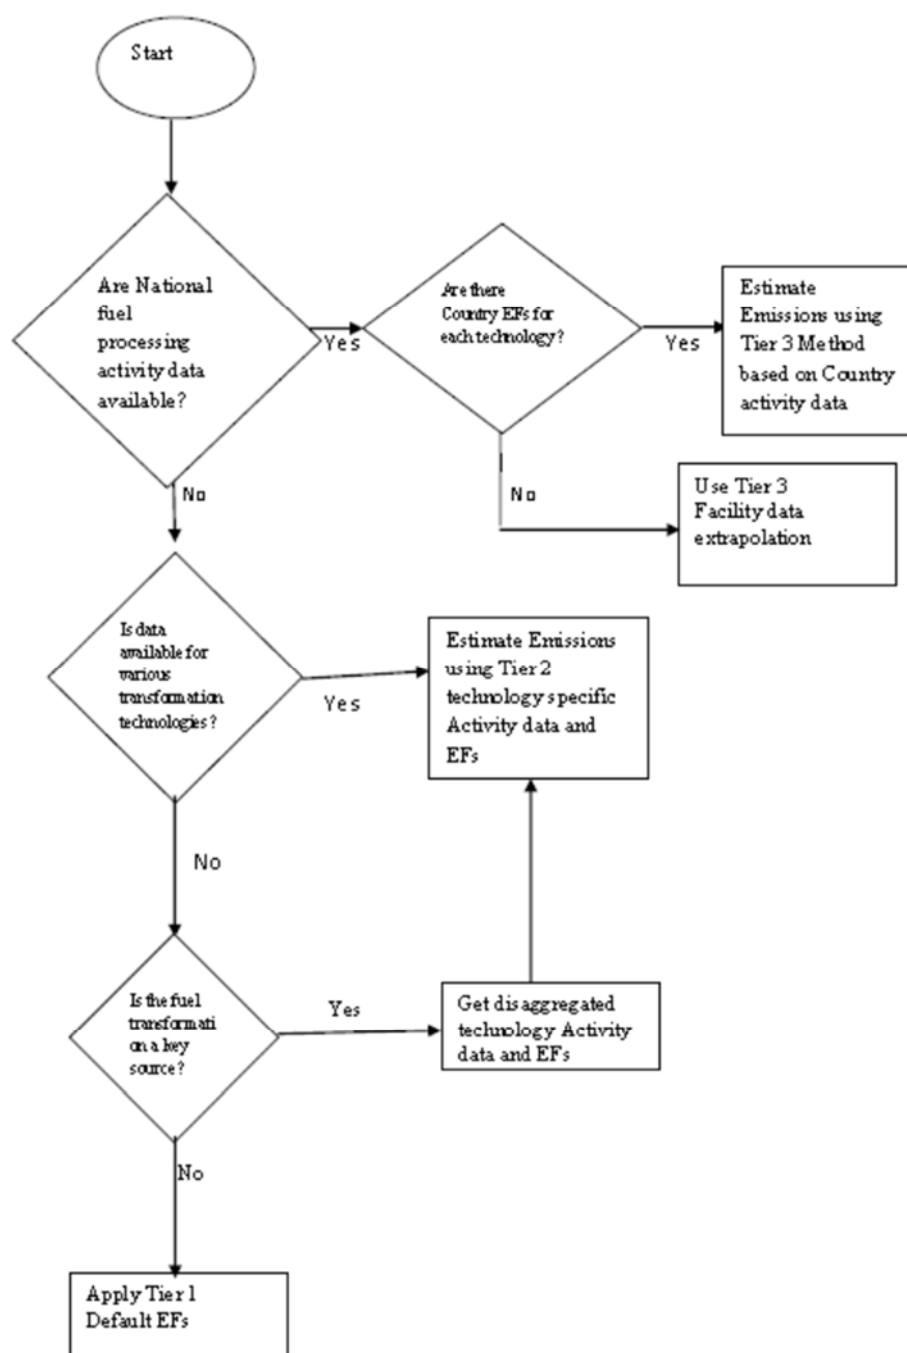 Start
Are National
fuel
processing
activity data
available?
Yes
Are there
Country EFs for
each technology?
Yes
Estimate
Emissions using
Tier 3 Method
based on Country
activity data
No
No
Use Tier 3
Facility data
extrapolation
Is data
available for
various
transformation
technologies?
Yes
Estimate Emissions
using Tier 2
technology specific
Activity data and
EFs
No
Is the fuel
transformati
on a key
source?
Yes
Get disaggregated
technology Activity
data and EFs
No
Apply Tier 1
Default EFs